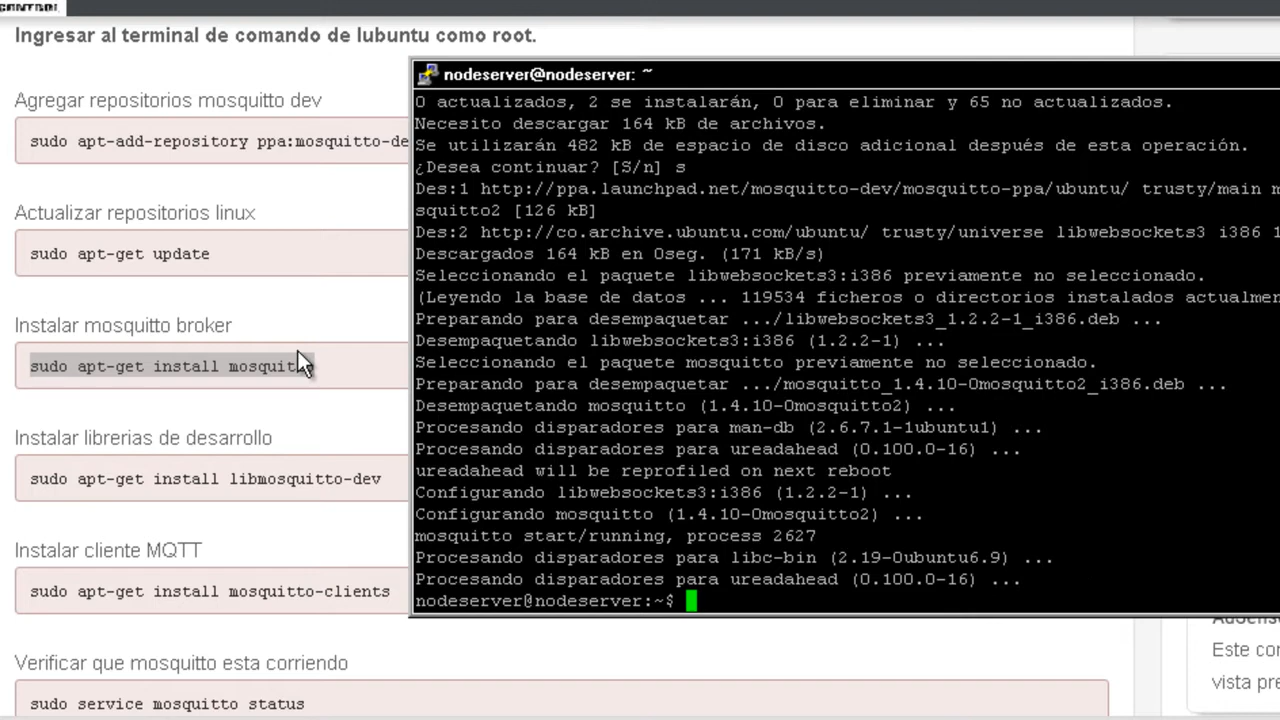 CONTROL
Ingresar al terminal de comando de lubuntu como root.
Agregar repositorios mosquitto dev
sudo apt-add-repository ppa:mosquitto-de
Actualizar repositorios linux
sudo apt-get update
Instalar mosquitto broker
sudo apt-get install mosquitto
Instalar librerias de desarrollo
sudo apt-get install libmosquitto-dev
Instalar cliente MQTT
sudo apt-get install mosquitto-clients
Verificar que mosquitto esta corriendo
sudo service mosquitto status
nodeserver@nodeserver: ~
0 actualizados, 2 se instalarán, 0 para eliminar y 65 no actualizados.
Necesito descargar 164 kB de archivos.
Se utilizarán 482 kB de espacio de disco adicional después de esta operación.
¿Desea continuar? [S/n] s
Des:1 http://ppa.launchpad.net/mosquitto-dev/mosquitto-ppa/ubuntu/ trusty/main m
squitto2 [126 kB]
Des:2 http://co.archive.ubuntu.com/ubuntu/ trusty/universe libwebsockets3 i386 1
Descargados 164 kB en 0seg. (171 kB/s)
Seleccionando el paquete libwebsockets3:i386 previamente no seleccionado.
(Leyendo la base de datos ... 119534 ficheros o directorios instalados actualmen
Preparando para desempaquetar .../libwebsockets3_1.2.2-1_i386.deb ...
Desempaquetando libwebsockets3:i386 (1.2.2-1) ...
Seleccionando el paquete mosquitto previamente no seleccionado.
Preparando para desempaquetar .../mosquitto_1.4.10-0mosquitto2_i386.deb ...
Desempaquetando mosquitto (1.4.10-0mosquitto2) ...
Procesando disparadores para man-db (2.6.7.1-1ubuntu1) ...
Procesando disparadores para ureadahead (0.100.0-16) ...
ureadahead will be reprofiled on next reboot
Configurando libwebsockets3:i386 (1.2.2-1) ...
Configurando mosquitto (1.4.10-0mosquitto2) ...
mosquitto start/running, process 2627
Procesando disparadores para libc-bin (2.19-0ubuntu6.9) ...
Procesando disparadores para ureadahead (0.100.0-16) ...
nodeserver@nodeserver:~$
AdSens
Este con
vista pre